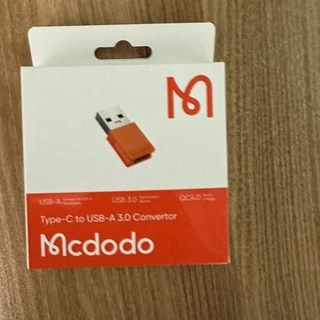 USB-A USB 3.0 QC4.0
Type-C to USB-A 3.0 Convertor
Mcdodo